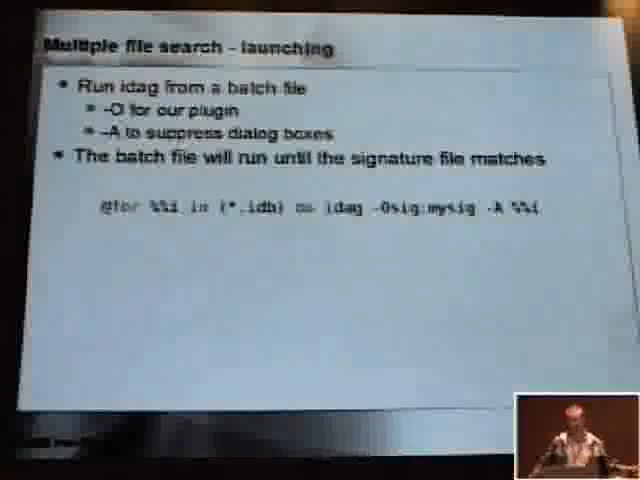 Multiple file search - launching
Run idag from a batch file
-O for our plugin
-A to suppress dialog boxes
The batch file will run until the signature file matches
@for %%i in (*.idb) do idag -Osig:mysig -A %%i